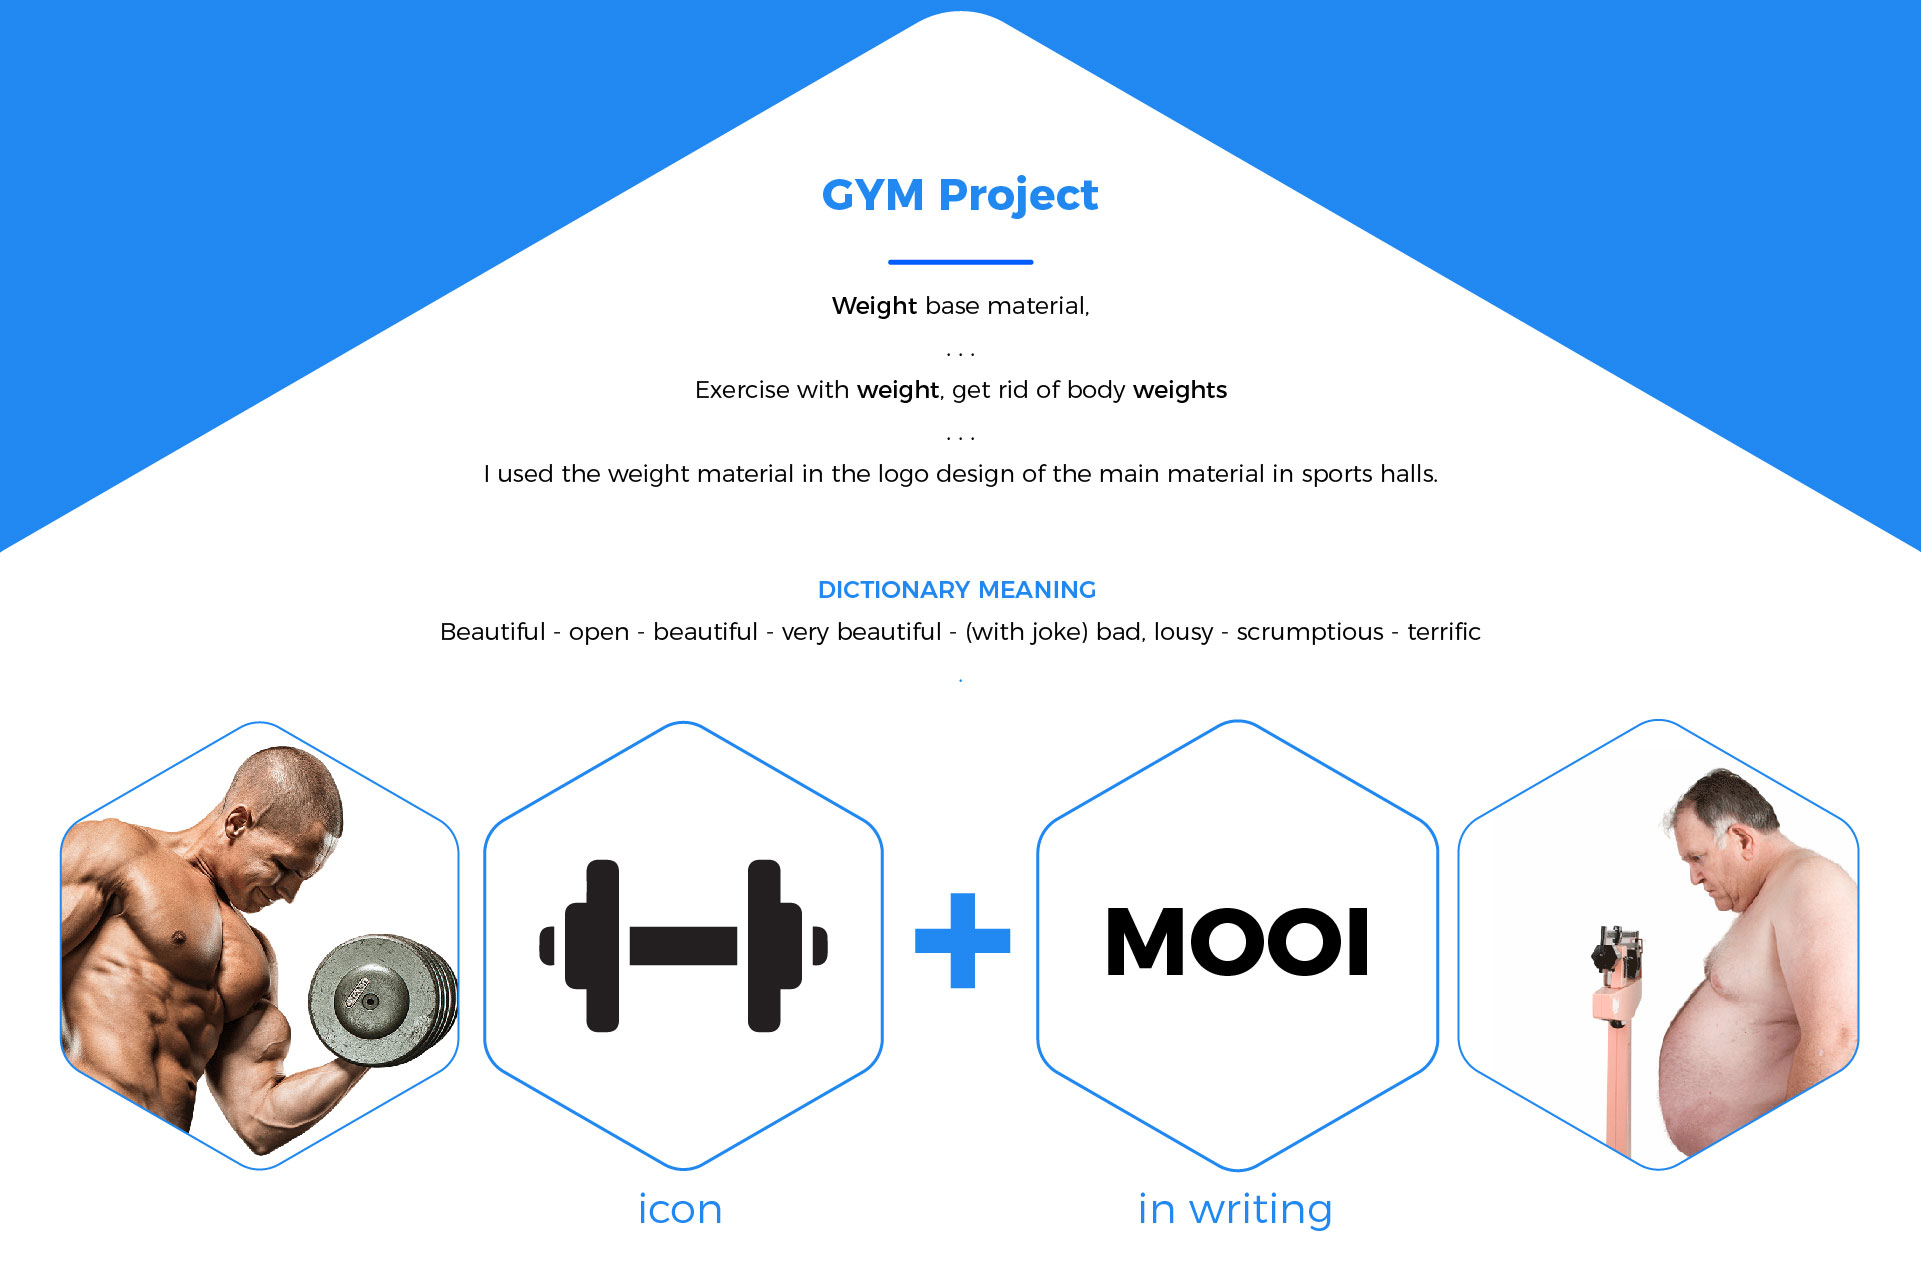 GYM Project
Weight base material,
. . .
Exercise with weight, get rid of body weights
. . .
I used the weight material in the logo design of the main material in sports halls.
DICTIONARY MEANING
Beautiful - open - beautiful - very beautiful - (with joke) bad, lousy - scrumptious - terrific
.
MOOI
icon
in writing